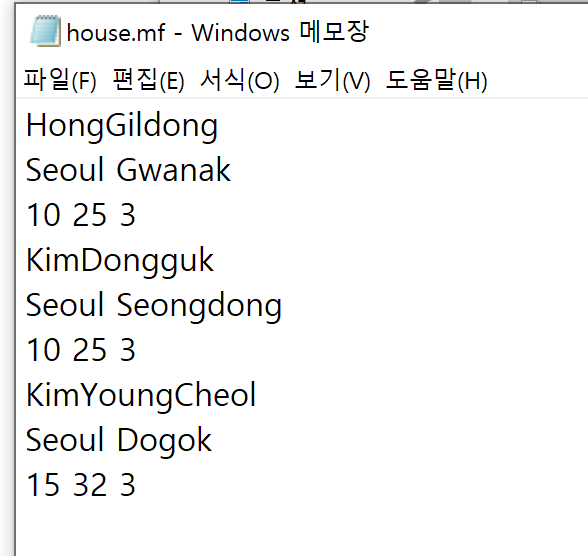 house.mf - Windows 메모장
파일(F) 편집(E) 서식(O) 보기(V) 도움말(H)
HongGildong
Seoul Gwanak
10 25 3
KimDongguk
Seoul Seongdong
10 25 3
KimYoungCheol
Seoul Dogok
15 32 3